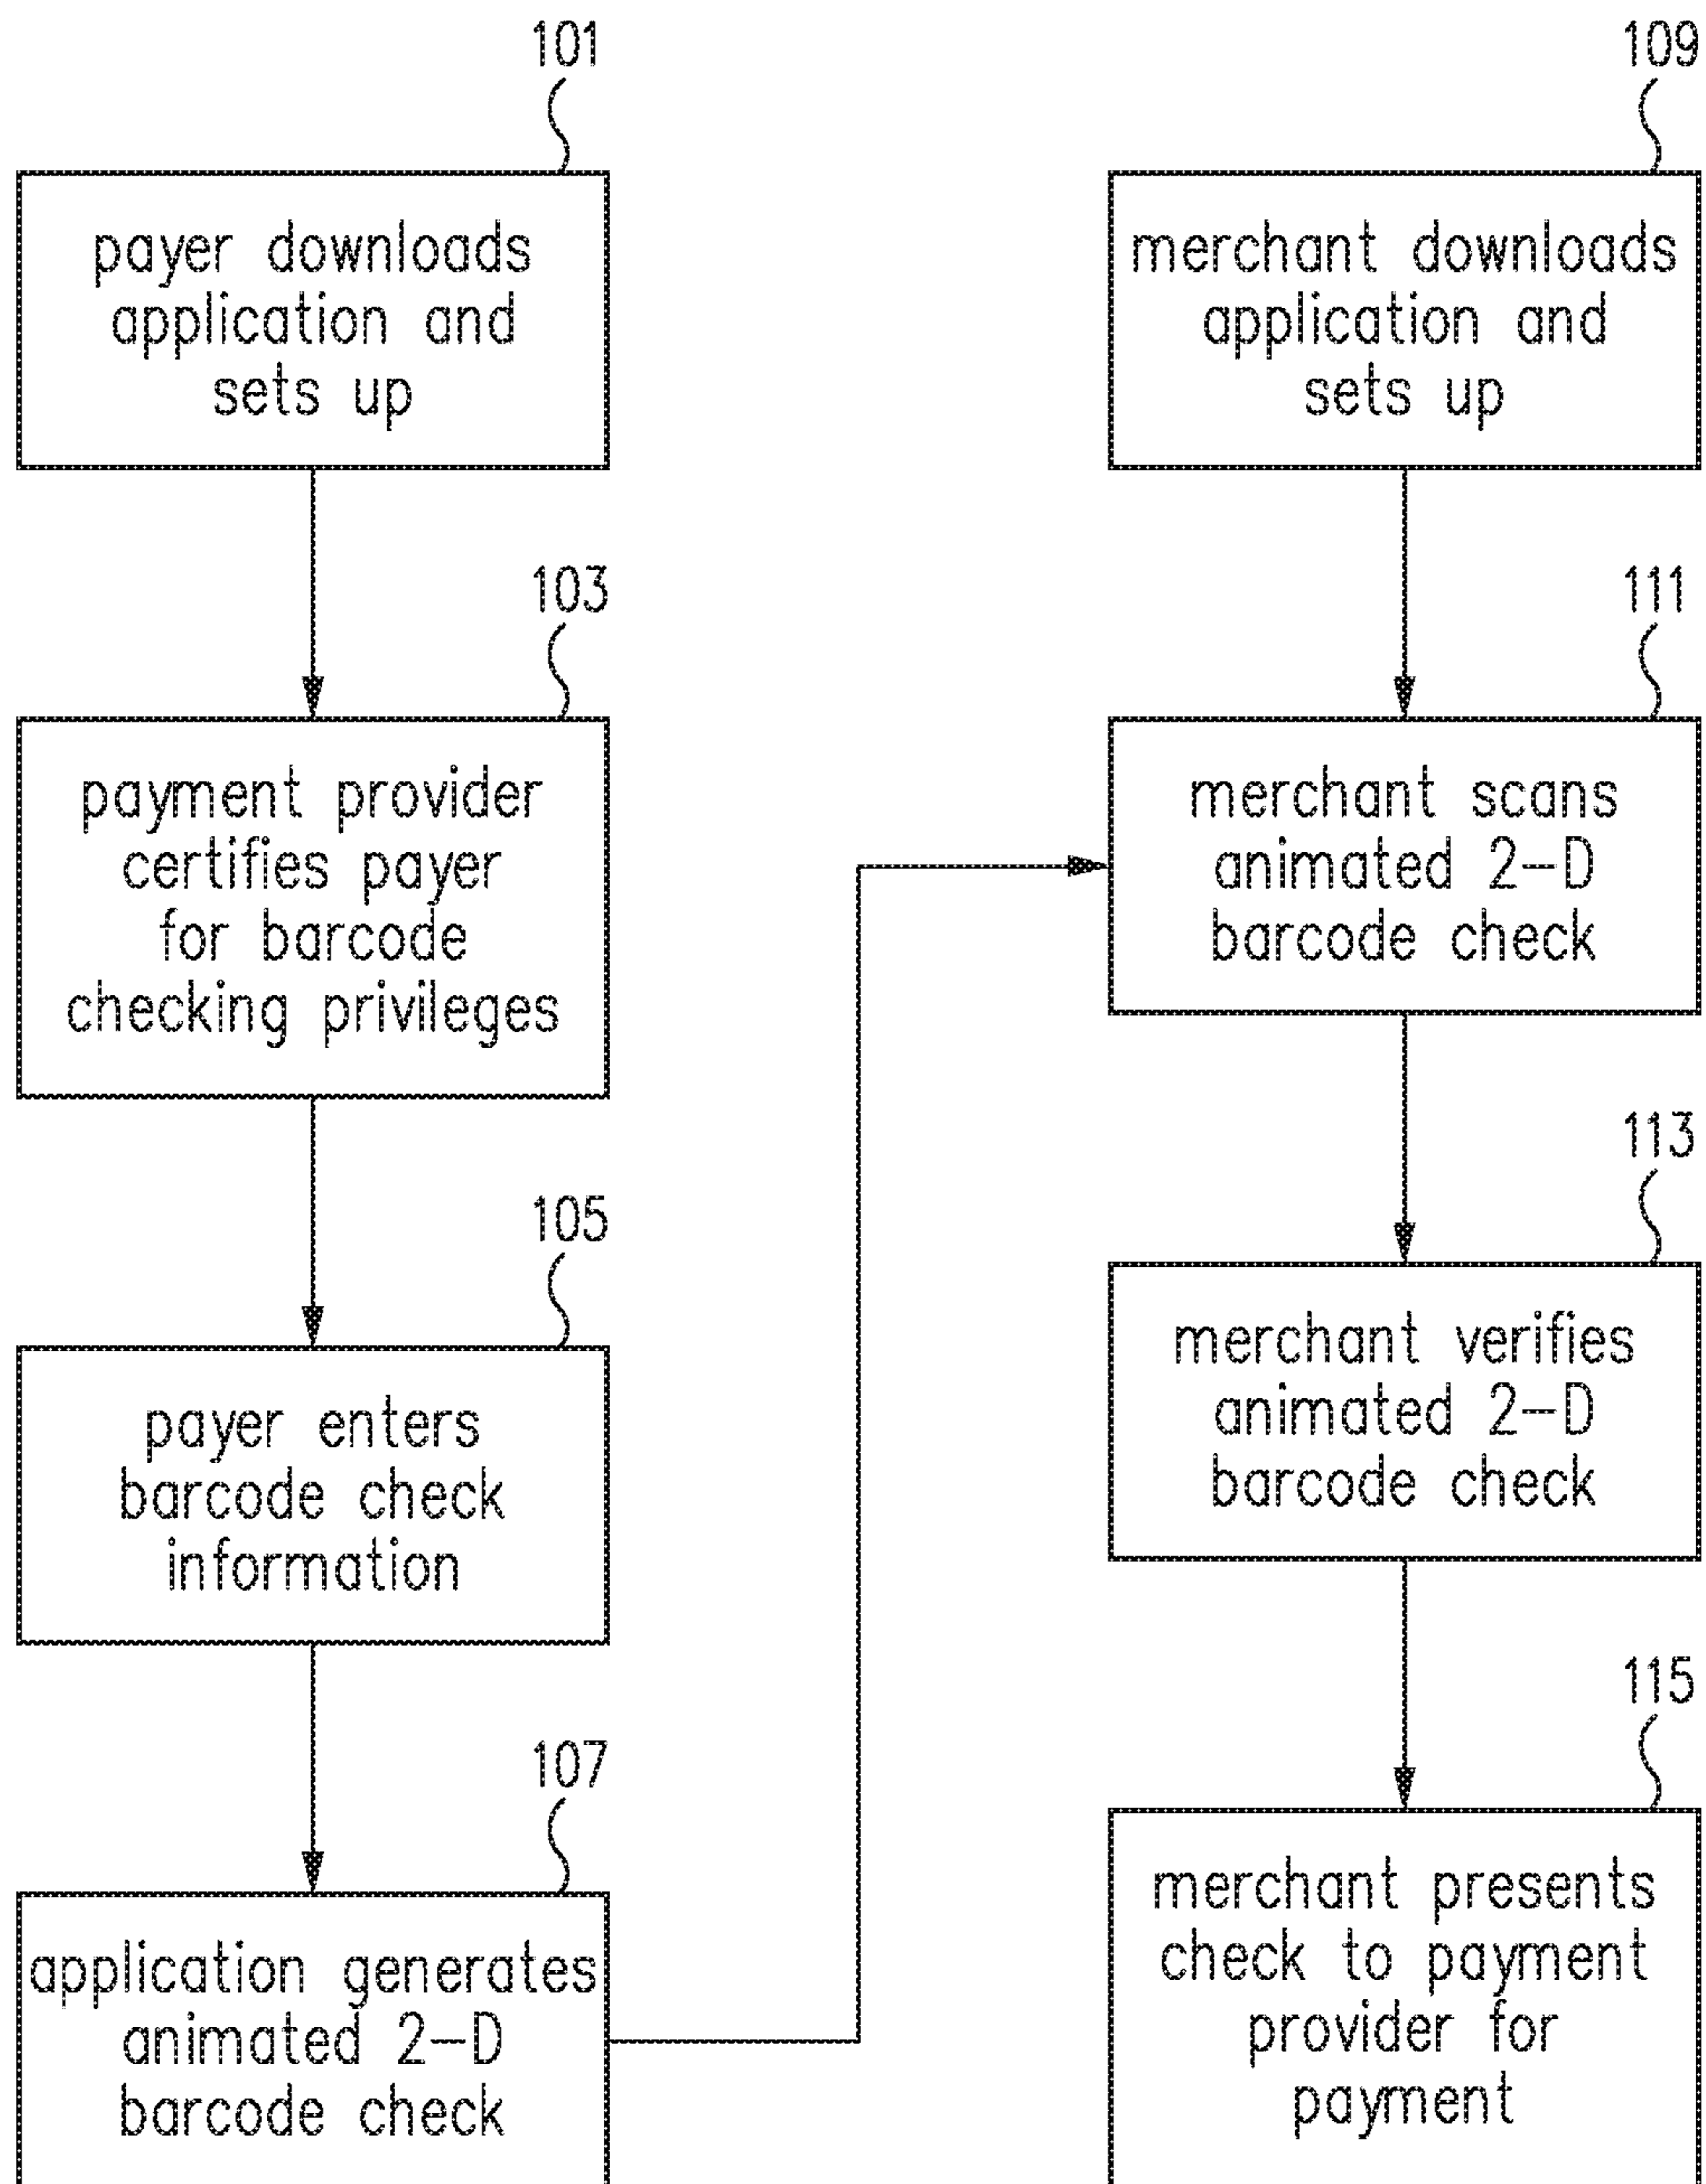 101
payer downloads
application and
sets up
103
payment provider
certifies payer
for barcode
checking privileges
105
payer enters
barcode check
information
107
application generates
animated 2-D
barcode check
109
merchant downloads
application and
sets up
111
merchant scans
animated 2-D
barcode check
113
merchant verifies
animated 2-D
barcode check
115
merchant presents
check to payment
provider for
payment